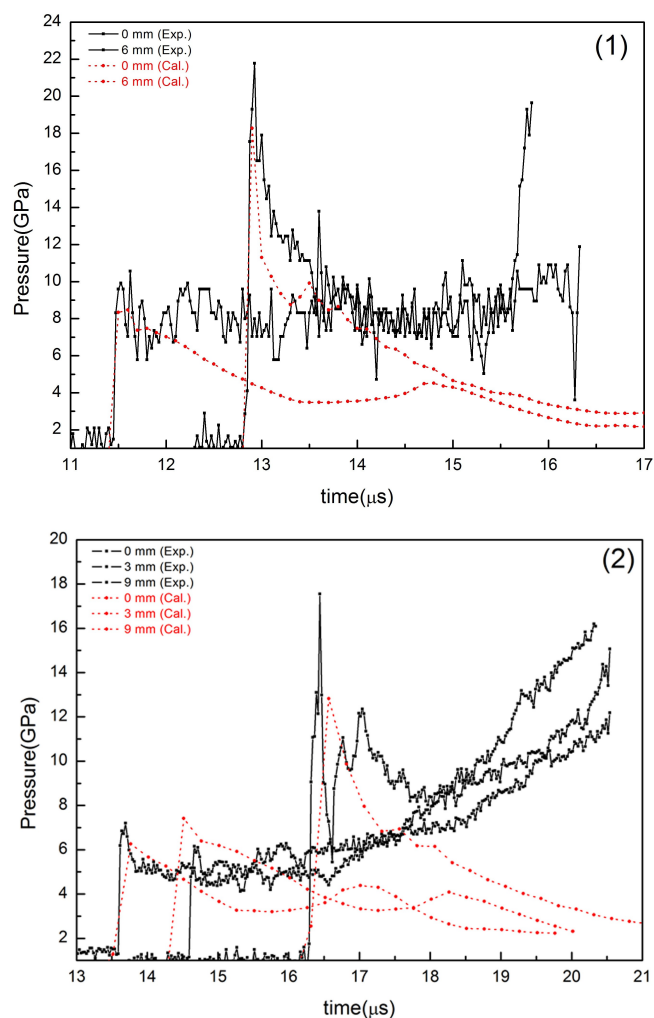 24
22
20
18
16
14
12
10
8
6
4
2
Pressure(GPa)
0 mm (Exp.)
6 mm (Exp.)
0 mm (Cal.)
6 mm (Cal.)
(1)
11 12 13 14 15 16 17
time(μs)
20
18
16
14
12
10
8
6
4
2
Pressure(GPa)
0 mm (Exp.)
3 mm (Exp.)
9 mm (Exp.)
0 mm (Cal.)
3 mm (Cal.)
9 mm (Cal.)
(2)
13 14 15 16 17 18 19 20 21
time(μs)